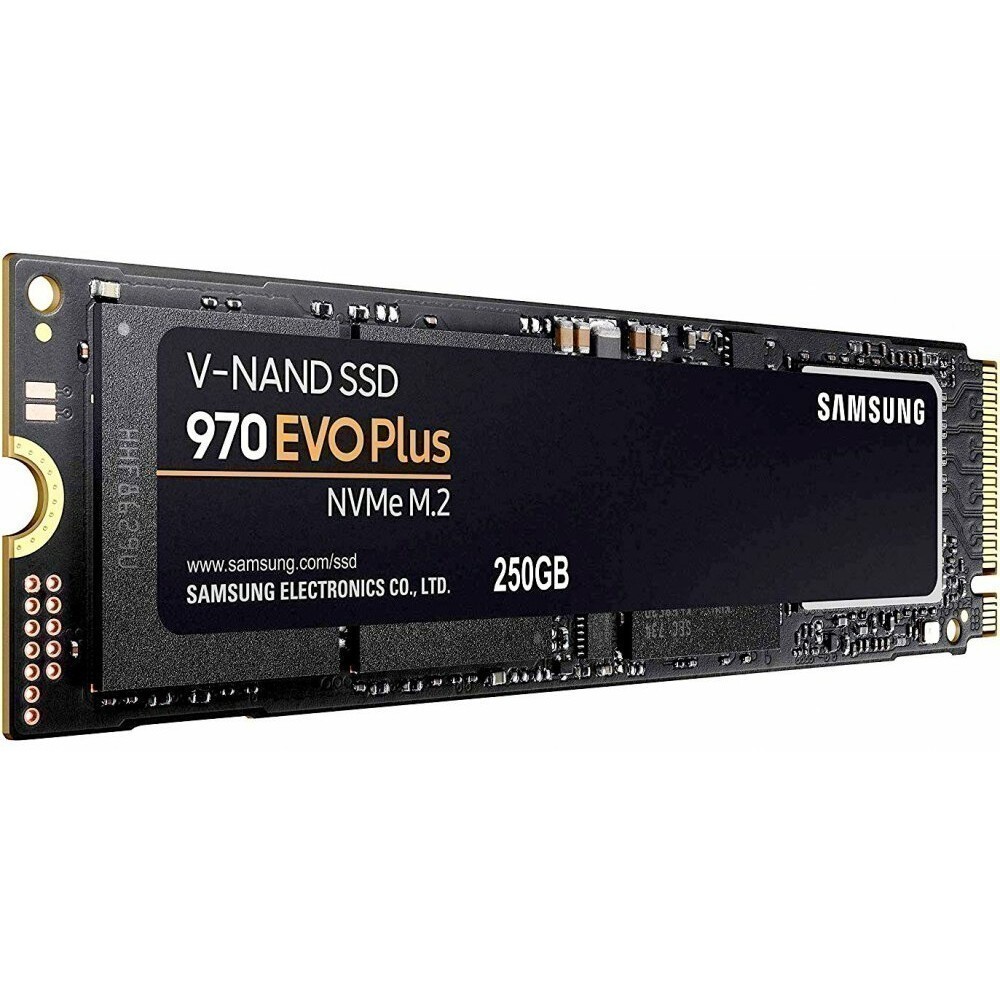 V-NAND SSD
970 EVO Plus
NVMe M.2
SAMSUNG
www.samsung.com/ssd
SAMSUNG ELECTRONICS CO., LTD.
250GB